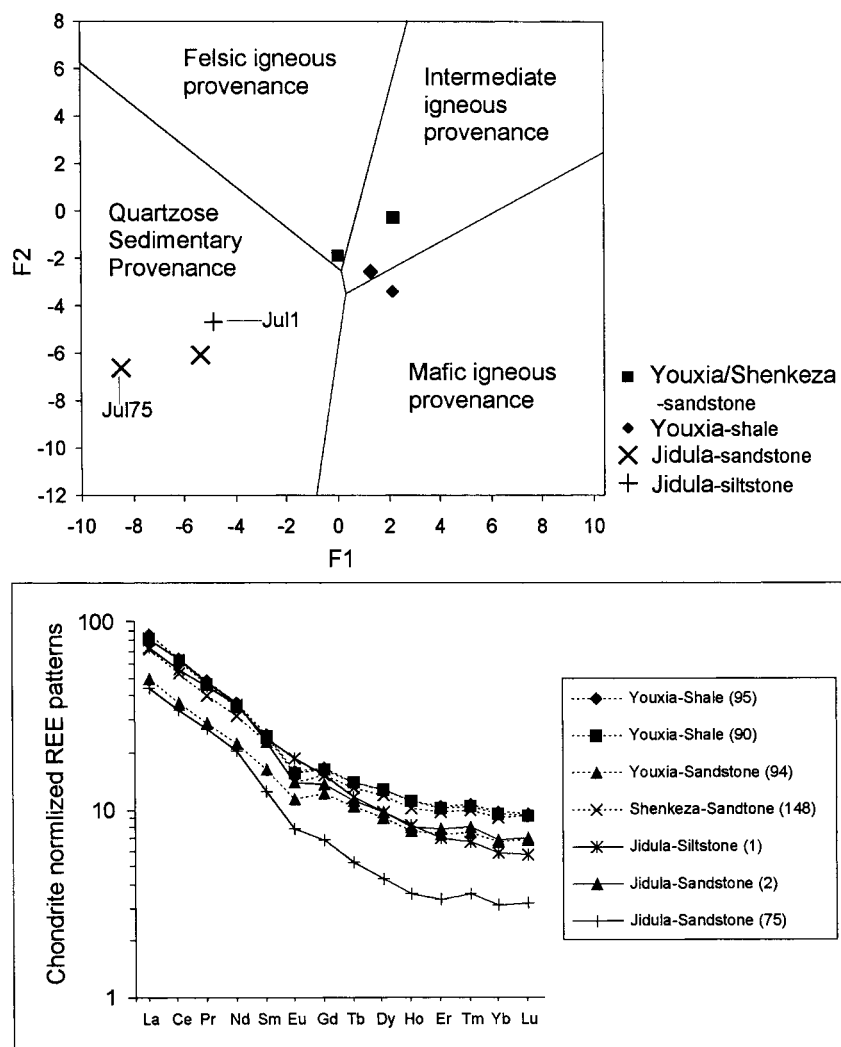 8
6
4
2
0
-2
-4
-6
-8
-10
-12
F2
Felsic igneous
provenance
Intermediate
igneous
provenance
Quartzose
Sedimentary
Provenance
Jul1
Jul75
Mafic igneous
provenance
-10 -8 -6 -4 -2 0 2 4 6 8 10
F1
Youxia/Shenkeza
-sandstone
Youxia-shale
Jidula-sandstone
Jidula-siltstone
Chondrite normlized REE patterns
100
10
1
La Ce Pr Nd Sm Eu Gd Tb Dy Ho Er Tm Yb Lu
Youxia-Shale (95)
Youxia-Shale (90)
Youxia-Sandstone (94)
Shenkeza-Sandtone (148)
Jidula-Siltstone (1)
Jidula-Sandstone (2)
Jidula-Sandstone (75)